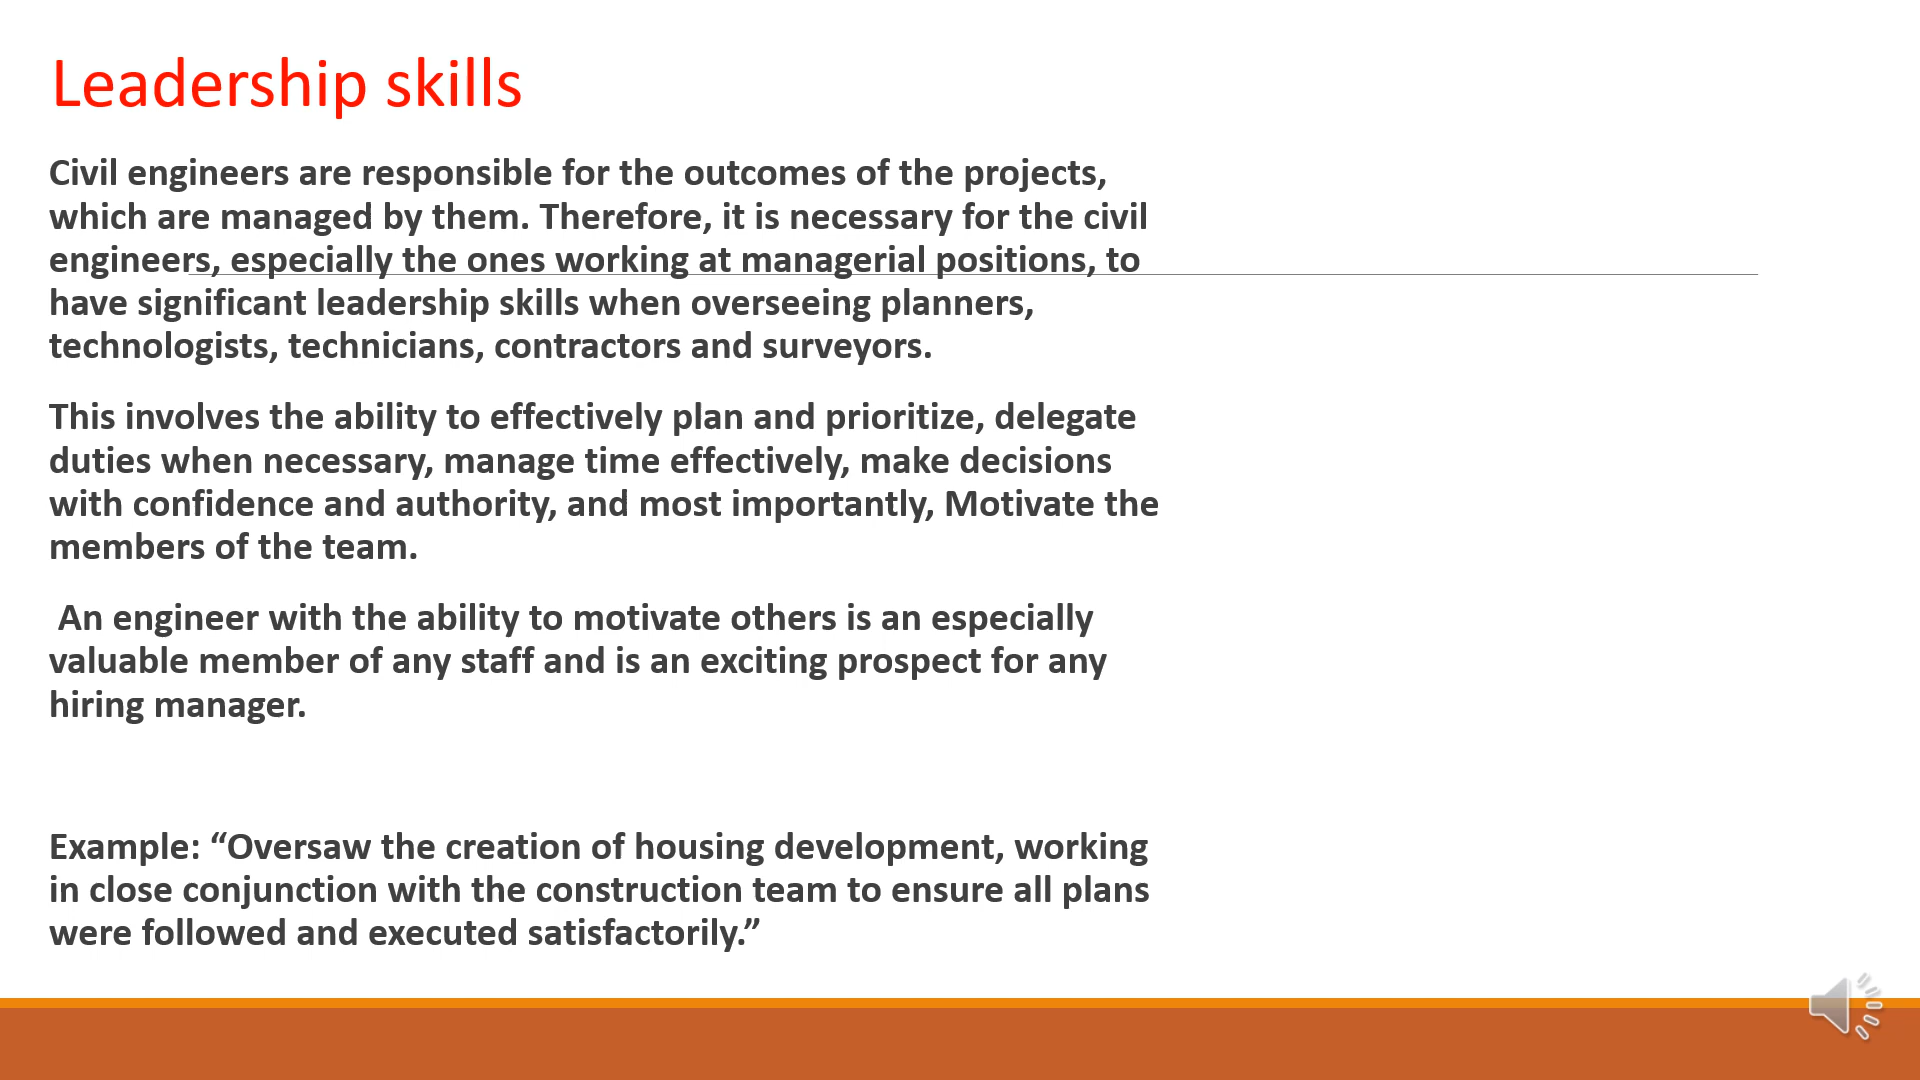 Leadership skills
Civil engineers are responsible for the outcomes of the projects,
which are managed by them. Therefore, it is necessary for the civil
engineers, especially the ones working at managerial positions, to
have significant leadership skills when overseeing planners,
technologists, technicians, contractors and surveyors.
This involves the ability to effectively plan and prioritize, delegate
duties when necessary, manage time effectively, make decisions
with confidence and authority, and most importantly, Motivate the
members of the team.
An engineer with the ability to motivate others is an especially
valuable member of any staff and is an exciting prospect for any
hiring manager.
Example: “Oversaw the creation of housing development, working
in close conjunction with the construction team to ensure all plans
were followed and executed satisfactorily.”